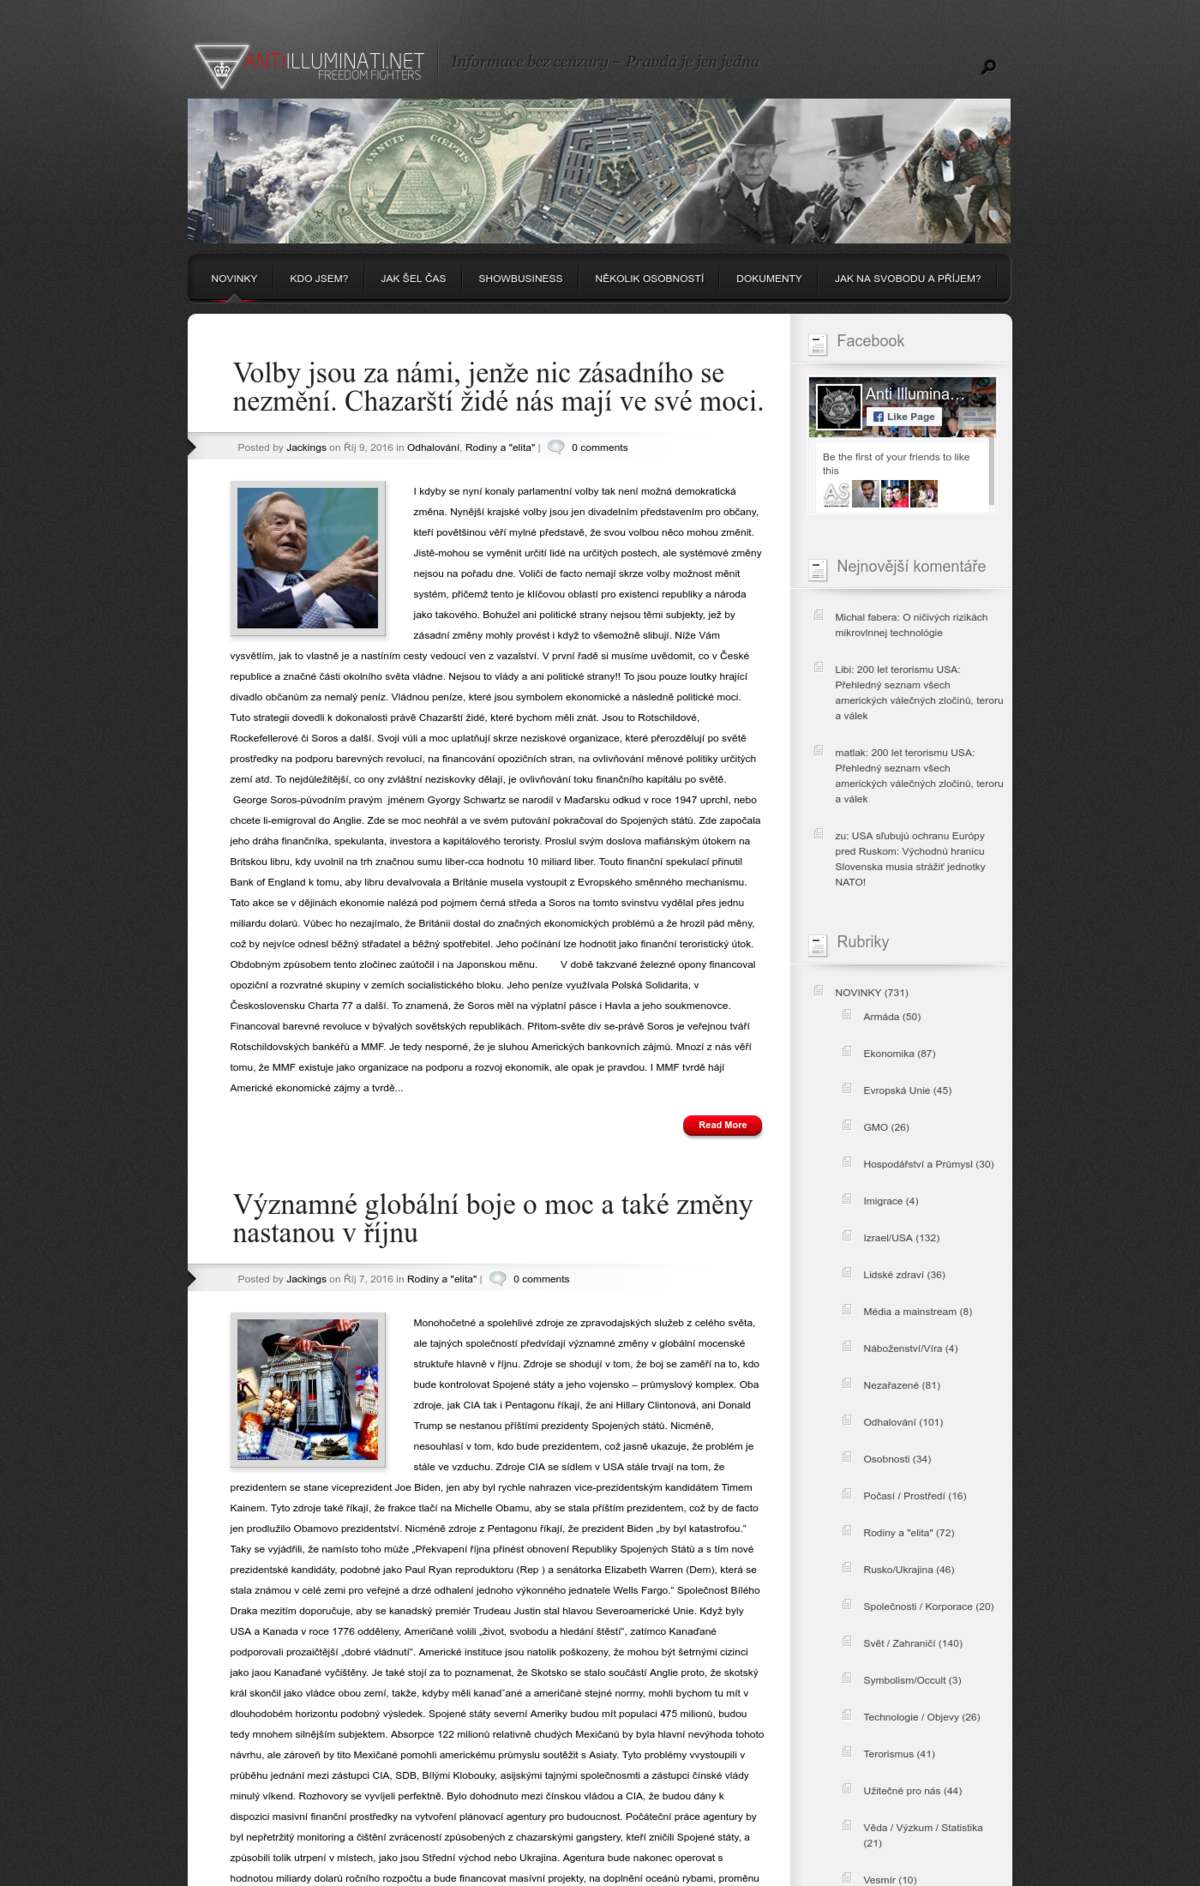 ANTIILLUMINATI.NET
FREEDOM FIGHTERS
Informace bez cenzury – Pravda je jen jedna
ANNUIT CŒPTIS
NOVINKY
KDO JSEM?
JAK ŠEL ČAS
SHOWBUSINESS
NĚKOLIK OSOBNOSTÍ
DOKUMENTY
JAK NA SVOBODU A PŘÍJEM?
Volby jsou za námi, jenže nic zásadního se
nezmění. Chazarští židé nás mají ve své moci.
Posted by Jackings on Říj 9, 2016 in Odhalování, Rodiny a "elita" | 0 comments
I kdyby se nyní konaly parlamentní volby tak není možná demokratická
změna. Nynější krajské volby jsou jen divadelním představením pro občany,
kteří povětšinou věří mylné představě, že svou volbou něco mohou změnit.
Jistě-mohou se vyměnit určití lidé na určitých postech, ale systémové změny
nejsou na pořadu dne. Voliči de facto nemají skrze volby možnost měnit
systém, přičemž tento je klíčovou oblastí pro existenci republiky a národa
jako takového. Bohužel ani politické strany nejsou těmi subjekty, jež by
zásadní změny mohly provést i když to všemožně slibují. Níže Vám
vysvětlím, jak to vlastně je a nastíním cesty vedoucí ven z vazalství. V první řadě si musíme uvědomit, co v České
republice a značné části okolního světa vládne. Nejsou to vlády a ani politické strany!! To jsou pouze loutky hrající
divadlo občanům za nemalý peníz. Vládnou peníze, které jsou symbolem ekonomické a následně politické moci.
Tuto strategii dovedli k dokonalosti právě Chazarští židé, které bychom měli znát. Jsou to Rotschildové,
Rockefellerové či Soros a další. Svoji vůli a moc uplatňují skrze neziskové organizace, které přerozdělují po světě
prostředky na podporu barevných revolucí, na financování opozičních stran, na ovlivňování měnové politiky určitých
zemí atd. To nejdůležitější, co ony zvláštní neziskovky dělají, je ovlivňování toku finančního kapitálu po světě.
George Soros-původním pravým jménem Gyorgy Schwartz se narodil v Maďarsku odkud v roce 1947 uprchl, nebo
chcete li-emigroval do Anglie. Zde se moc neohřál a ve svém putování pokračoval do Spojených států. Zde započala
jeho dráha finančníka, spekulanta, investora a kapitálového teroristy. Proslul svým doslova mafiánským útokem na
Britskou libru, kdy uvolnil na trh značnou sumu liber-cca hodnotu 10 miliard liber. Touto finanční spekulací přinutil
Bank of England k tomu, aby libru devalvovala a Británie musela vystoupit z Evropského směnného mechanismu.
Tato akce se v dějinách ekonomie nalézá pod pojmem černá středa a Soros na tomto svinstvu vydělal přes jednu
miliardu dolarů. Vůbec ho nezajímalo, že Británii dostal do značných ekonomických problémů a že hrozil pád měny,
což by nejvíce odnesl běžný střadatel a běžný spotřebitel. Jeho počínání lze hodnotit jako finanční teroristický útok.
Obdobným způsobem tento zločinec zaútočil i na Japonskou měnu. V době takzvané železné opony financoval
opoziční a rozvratné skupiny v zemích socialistického bloku. Jeho peníze využívala Polská Solidarita, v
Československu Charta 77 a další. To znamená, že Soros měl na výplatní pásce i Havla a jeho soukmenovce.
Financoval barevné revoluce v bývalých sovětských republikách. Přitom-světe div se-právě Soros je veřejnou tváří
Rotschildovských bankéřů a MMF. Je tedy nesporné, že je sluhou Amerických bankovních zájmů. Mnozí z nás věří
tomu, že MMF existuje jako organizace na podporu a rozvoj ekonomik, ale opak je pravdou. I MMF tvrdě hájí
Americké ekonomické zájmy a tvrdě...
Read More
Významné globální boje o moc a také změny
nastanou v říjnu
Posted by Jackings on Říj 7, 2016 in Rodiny a "elita" | 0 comments
Monohočetné a spolehlivé zdroje ze zpravodajských služeb z celého světa,
ale tajných společností předvídají významné změny v globální mocenské
struktuře hlavně v říjnu. Zdroje se shodují v tom, že boj se zaměří na to, kdo
bude kontrolovat Spojené státy a jeho vojensko – průmyslový komplex. Oba
zdroje, jak CIA tak i Pentagonu říkají, že ani Hillary Clintonová, ani Donald
Trump se nestanou příštími prezidenty Spojených států. Nicméně,
nesouhlasí v tom, kdo bude prezidentem, což jasně ukazuje, že problém je
stále ve vzduchu. Zdroje CIA se sídlem v USA stále trvají na tom, že
prezidentem se stane viceprezident Joe Biden, jen aby byl rychle nahrazen vice-prezidentským kandidátem Timem
Kainem. Tyto zdroje také říkají, že frakce tlačí na Michelle Obamu, aby se stala příštím prezidentem, což by de facto
jen prodlužilo Obamovo prezidentství. Nicméně zdroje z Pentagonu říkají, že prezident Biden „by byl katastrofou.“
Taky se vyjádřili, že namísto toho může „Překvapení října přinést obnovení Republiky Spojených Států a s tím nové
prezidentské kandidáty, podobné jako Paul Ryan reproduktoru (Rep ) a senátorka Elizabeth Warren (Dem), která se
stala známou v celé zemi pro veřejné a drzé odhalení jednoho výkonného jednatele Wells Fargo.“ Společnost Bílého
Draka mezitím doporučuje, aby se kanadský premiér Trudeau Justin stal hlavou Severoamerické Unie. Když byly
USA a Kanada v roce 1776 odděleny, Američané volili „život, svobodu a hledání štěstí“, zatímco Kanaďané
podporovali prozaičtější „dobré vládnutí“. Americké instituce jsou natolik poškozeny, že mohou být šetrnými cizinci
jako jaou Kanaďané vyčištěny. Je také stojí za to poznamenat, že Skotsko se stalo součástí Anglie proto, že skotský
král skončil jako vládce obou zemí, takže, kdyby měli kanadˇané a američané stejné normy, mohli bychom tu mít v
dlouhodobém horizontu podobný výsledek. Spojené státy severní Ameriky budou mít populaci 475 milionů, budou
tedy mnohem silnějším subjektem. Absorpce 122 milionů relativně chudých Mexičanů by byla hlavní nevýhoda tohoto
návrhu, ale zároveň by tito Mexičané pomohli americkému průmyslu soutěžit s Asiaty. Tyto problémy vvystoupili v
průběhu jednání mezi zástupci CIA, SDB, Bílými Klobouky, asijskými tajnými společnosmti a zástupci čínské vlády
minulý víkend. Rozhovory se vyvíjeli perfektně. Bylo dohodnuto mezi čínskou vládou a CIA, že budou dány k
dispozici masivní finanční prostředky na vytvoření plánovací agentury pro budoucnost. Počáteční práce agentury by
byl nepřetržitý monitoring a čištění zvráceností způsobených z chazarskými gangstery, kteří zničili Spojené státy, a
způsobili tolik utrpení v místech, jako jsou Střední východ nebo Ukrajina. Agentura bude nakonec operovat s
hodnotou miliardy dolarů ročního rozpočtu a bude financovat masívní projekty, na doplnění oceánů rybami, proměnu
Facebook
Anti Illumina...
Like Page
Be the first of your friends to like
this
Nejnovější komentáře
Michal fabera: O ničivých rizikách
mikrovlnnej technológie
Libi: 200 let terorismu USA:
Přehledný seznam všech
amerických válečných zločinů, teroru
a válek
matlak: 200 let terorismu USA:
Přehledný seznam všech
amerických válečných zločinů, teroru
a válek
zu: USA sľubujú ochranu Európy
pred Ruskom: Východnú hranicu
Slovenska musia strážiť jednotky
NATO!
Rubriky
NOVINKY (731)
Armáda (50)
Ekonomika (87)
Evropská Unie (45)
GMO (26)
Hospodářství a Průmysl (30)
Imigrace (4)
Izrael/USA (132)
Lidské zdraví (36)
Média a mainstream (8)
Náboženství/Víra (4)
Nezařazené (81)
Odhalování (101)
Osobnosti (34)
Počasí / Prostředí (16)
Rodiny a "elita" (72)
Rusko/Ukrajina (46)
Společnosti / Korporace (20)
Svět / Zahraničí (140)
Symbolism/Occult (3)
Technologie / Objevy (26)
Terorismus (41)
Užitečné pro nás (44)
Věda / Výzkum / Statistika
(21)
Vesmír (10)